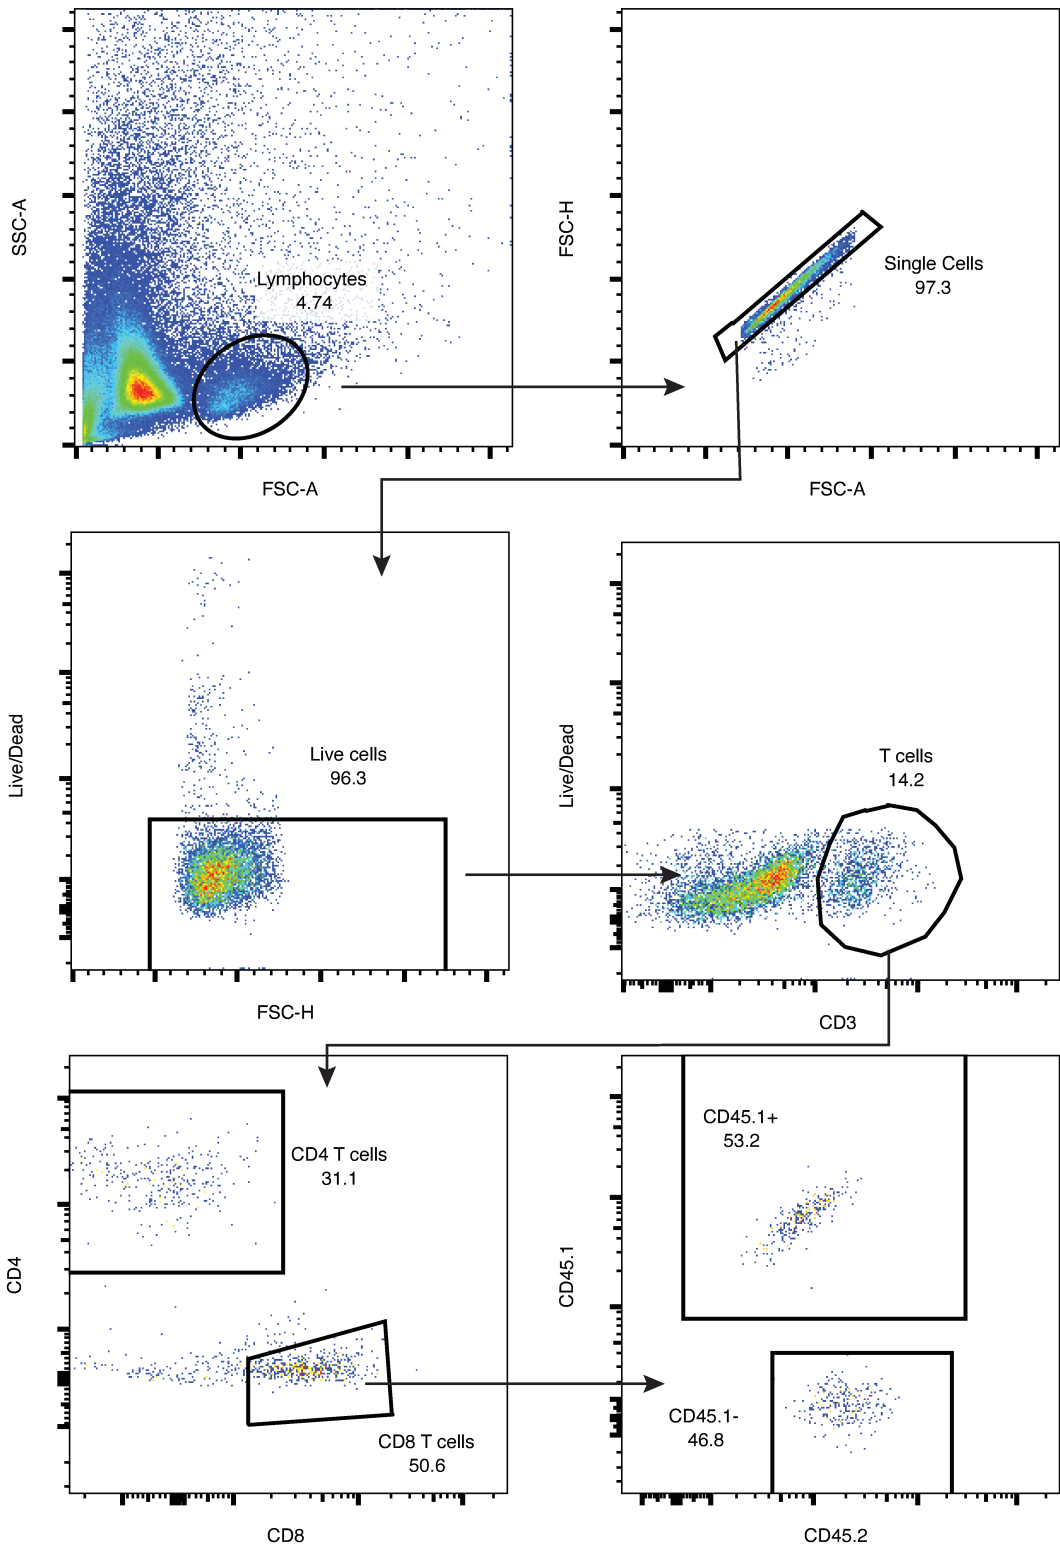 SSC-A
Lymphocytes
4.74
FSC-A
FSC-H
Single Cells
97.3
FSC-A
Live/Dead
Live cells
96.3
FSC-H
Live/Dead
T cells
14.2
CD3
CD4
CD4 T cells
31.1
CD8 T cells
50.6
CD8
CD45.1
CD45.1+
53.2
CD45.1-
46.8
CD45.2